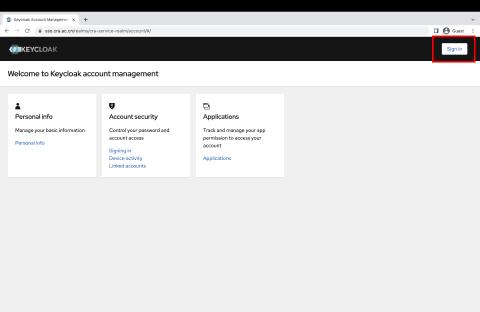 Keycloak Account Management
sso.cra.ac.cn/realms/cra-service-realm/account/#/
Guest
KEYCLOAK
Sign in
Welcome to Keycloak account management
Personal info
Manage your basic information
Personal info
Account security
Control your password and
account access
Signing in
Device activity
Linked accounts
Applications
Track and manage your app
permission to access your
account
Applications